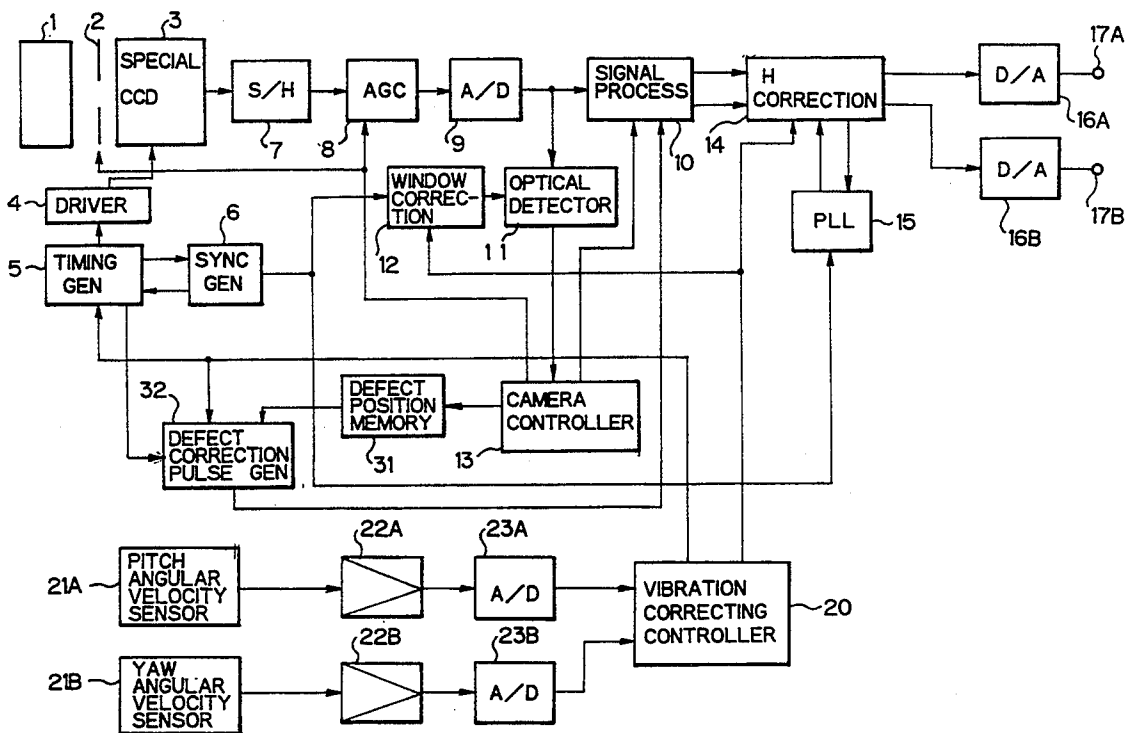 1
2
3
SPECIAL
CCD
S/H
7
AGC
8
A/D
9
SIGNAL
PROCESS
10
H
CORRECTION
14
D/A
16A
17A
D/A
16B
17B
PLL
15
4
DRIVER
5
TIMING
GEN
6
SYNC
GEN
WINDOW
CORREC-
TION
12
OPTICAL
DETECTOR
11
32
DEFECT
CORRECTION
PULSE GEN
DEFECT
POSITION
MEMORY
31
CAMERA
CONTROLLER
13
21A
PITCH
ANGULAR
VELOCITY
SENSOR
22A
23A
A/D
VIBRATION
CORRECTING
CONTROLLER
20
21B
YAW
ANGULAR
VELOCITY
SENSOR
22B
23B
A/D